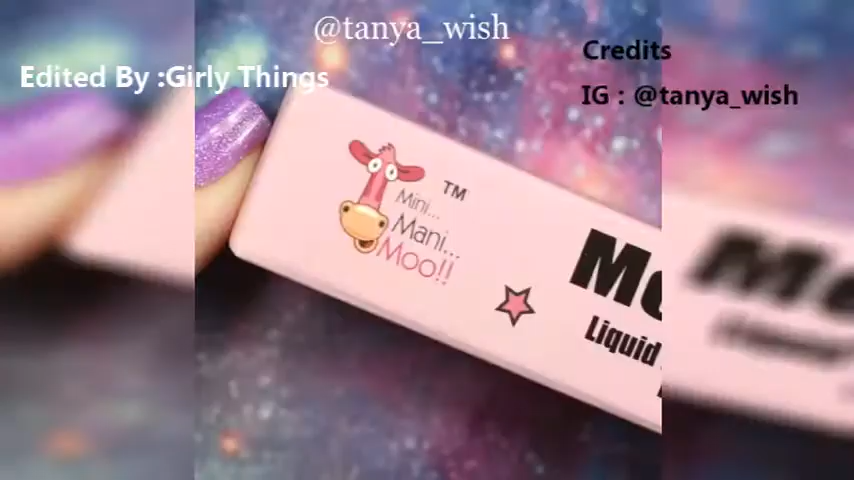 @tanya_wish
Credits
Edited By :Girly Things
IG : @tanya_wish
TM
Mini...
Mani...
Moo!!
Liquid